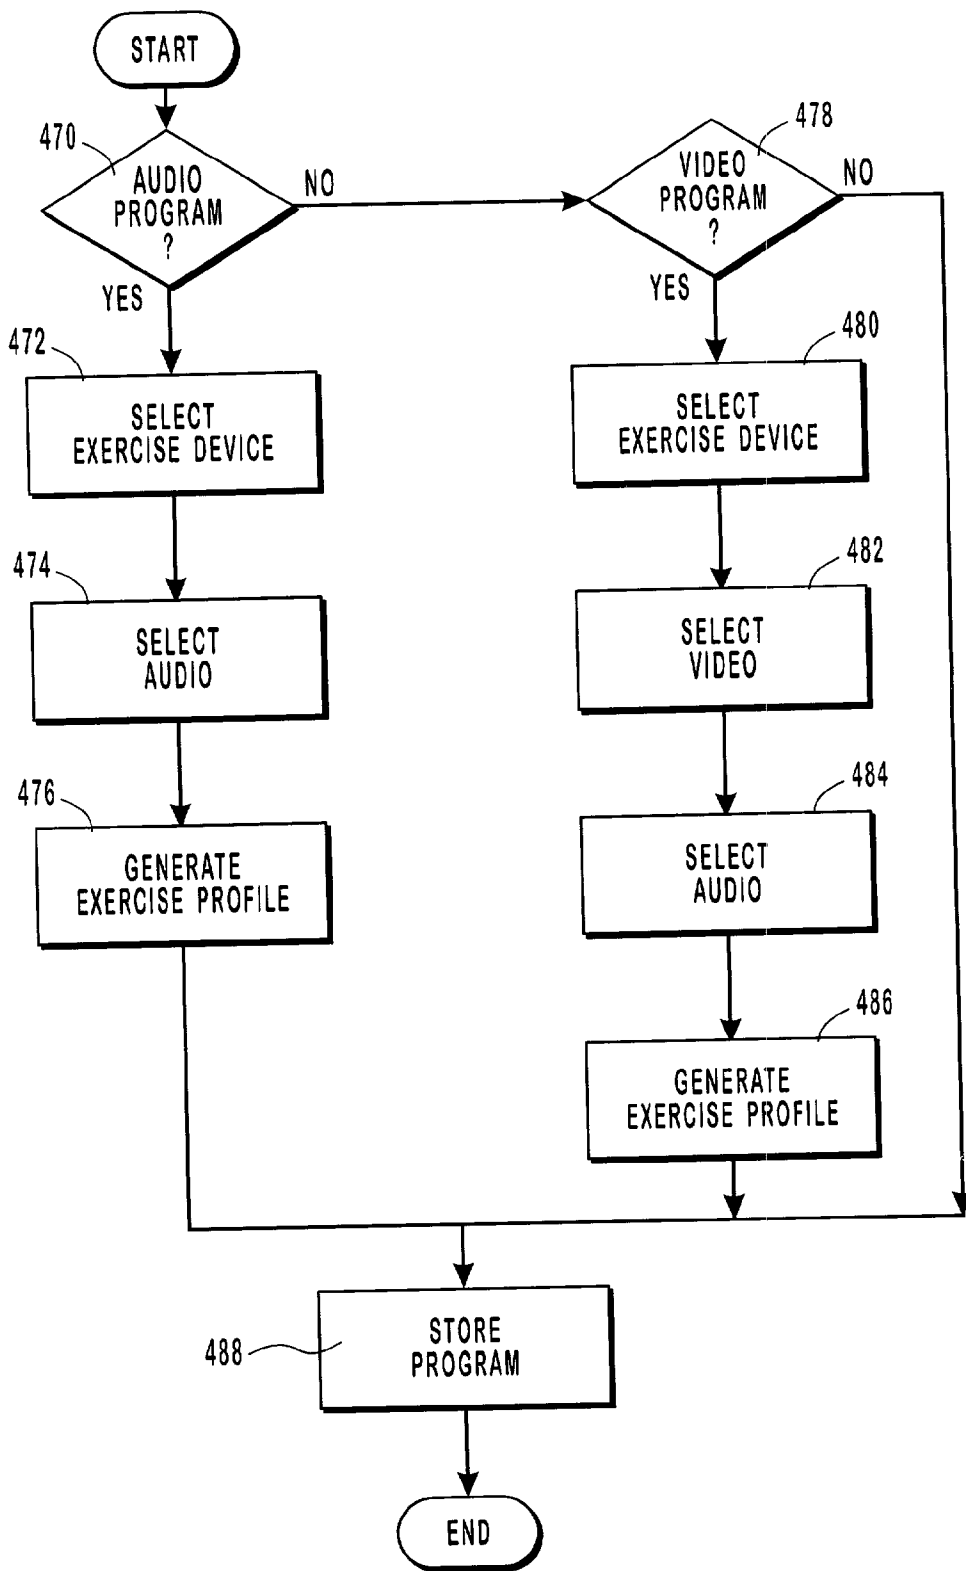 START
470
AUDIO
PROGRAM
?
NO
YES
478
VIDEO
PROGRAM
?
NO
YES
472
SELECT
EXERCISE DEVICE
474
SELECT
AUDIO
476
GENERATE
EXERCISE PROFILE
480
SELECT
EXERCISE DEVICE
482
SELECT
VIDEO
484
SELECT
AUDIO
486
GENERATE
EXERCISE PROFILE
488
STORE
PROGRAM
END